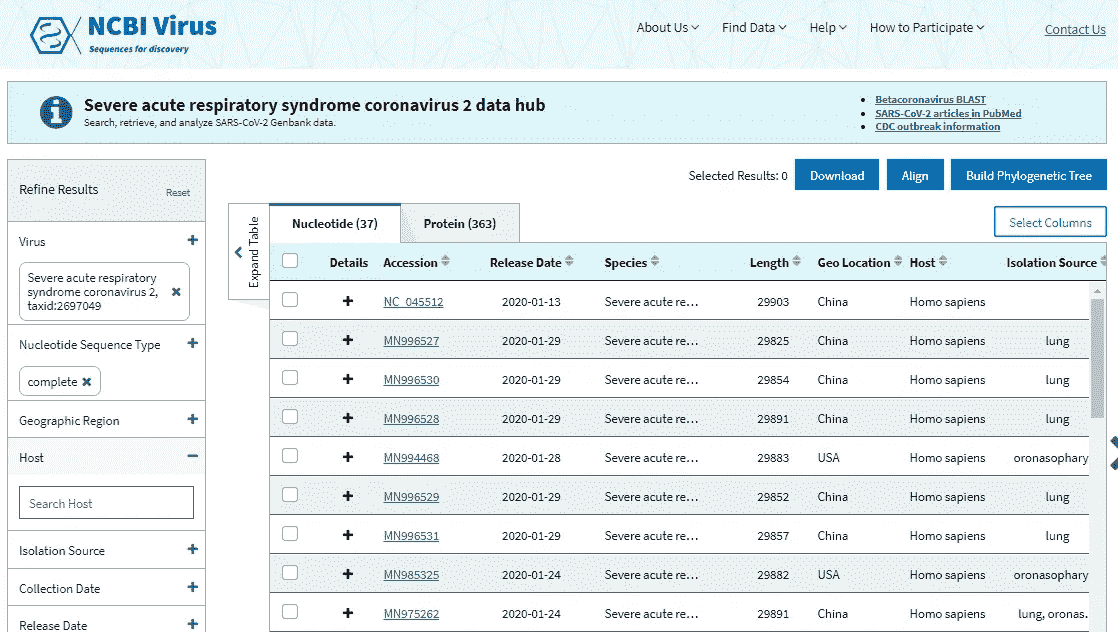 NCBI Virus
Sequences for discovery
About Us
Find Data
Help
How to Participate
Contact Us
Severe acute respiratory syndrome coronavirus 2 data hub
Search, retrieve, and analyze SARS-CoV-2 Genbank data.
Betacoronavirus BLAST
SARS-CoV-2 articles in PubMed
CDC outbreak information
Refine Results
Reset
Virus
Severe acute respiratory
syndrome coronavirus 2,
taxid:2697049
Nucleotide Sequence Type
complete
Geographic Region
Host
Search Host
Isolation Source
Collection Date
Release Date
Selected Results: 0
Download
Align
Build Phylogenetic Tree
Expand Table
Nucleotide (37)
Protein (363)
Select Columns
Details Accession Release Date Species Length Geo Location Host Isolation Source
NC_045512 2020-01-13 Severe acute re... 29903 China Homo sapiens
MN996527 2020-01-29 Severe acute re... 29825 China Homo sapiens lung
MN996530 2020-01-29 Severe acute re... 29854 China Homo sapiens lung
MN996528 2020-01-29 Severe acute re... 29891 China Homo sapiens lung
MN994468 2020-01-28 Severe acute re... 29883 USA Homo sapiens oronasophary
MN996529 2020-01-29 Severe acute re... 29852 China Homo sapiens lung
MN996531 2020-01-29 Severe acute re... 29857 China Homo sapiens lung
MN985325 2020-01-24 Severe acute re... 29882 USA Homo sapiens oronasophary
MN975262 2020-01-24 Severe acute re... 29891 China Homo sapiens lung, oronas.